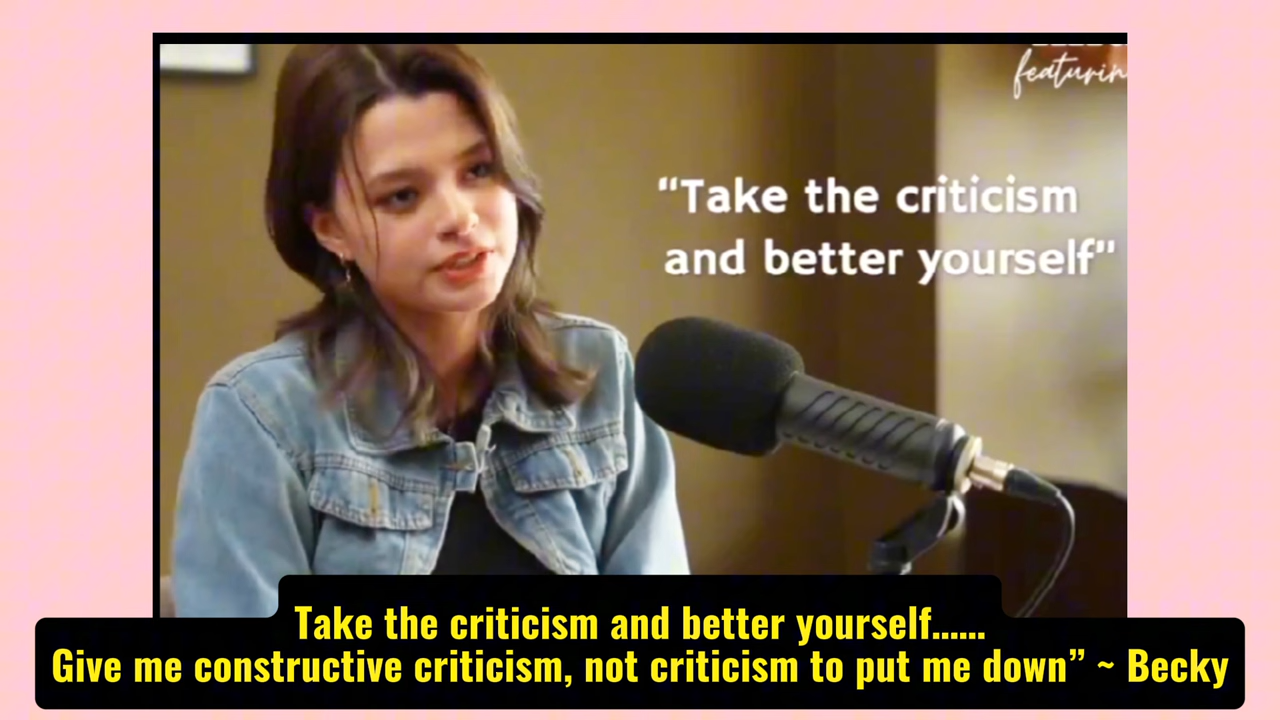 featurin
“Take the criticism
and better yourself”
Take the criticism and better yourself......
Give me constructive criticism, not criticism to put me down” ~ Becky